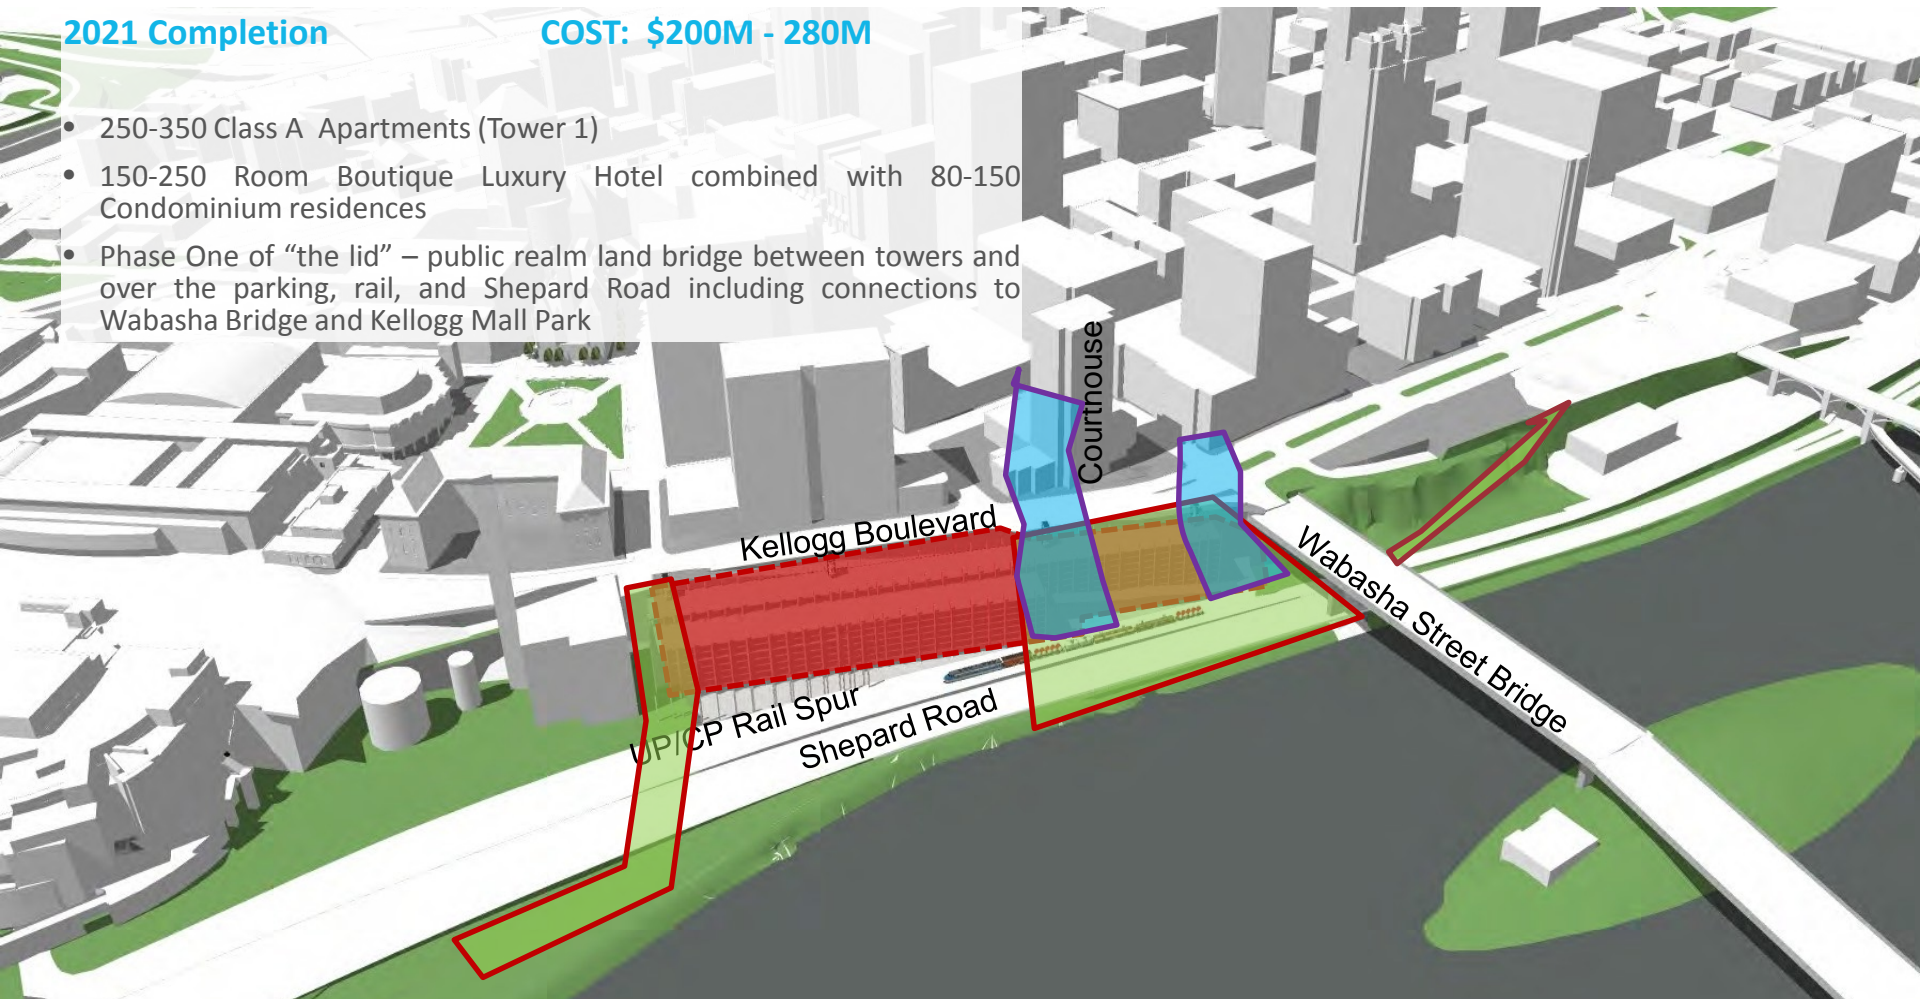 2021 Completion COST: $200M - 280M
• 250-350 Class A Apartments (Tower 1)
• 150-250 Room Boutique Luxury Hotel combined with 80-150
Condominium residences
• Phase One of “the lid” – public realm land bridge between towers and
over the parking, rail, and Shepard Road including connections to
Wabasha Bridge and Kellogg Mall Park
Courthouse
Kellogg Boulevard
Wabasha Street Bridge
UP/CP Rail Spur
Shepard Road